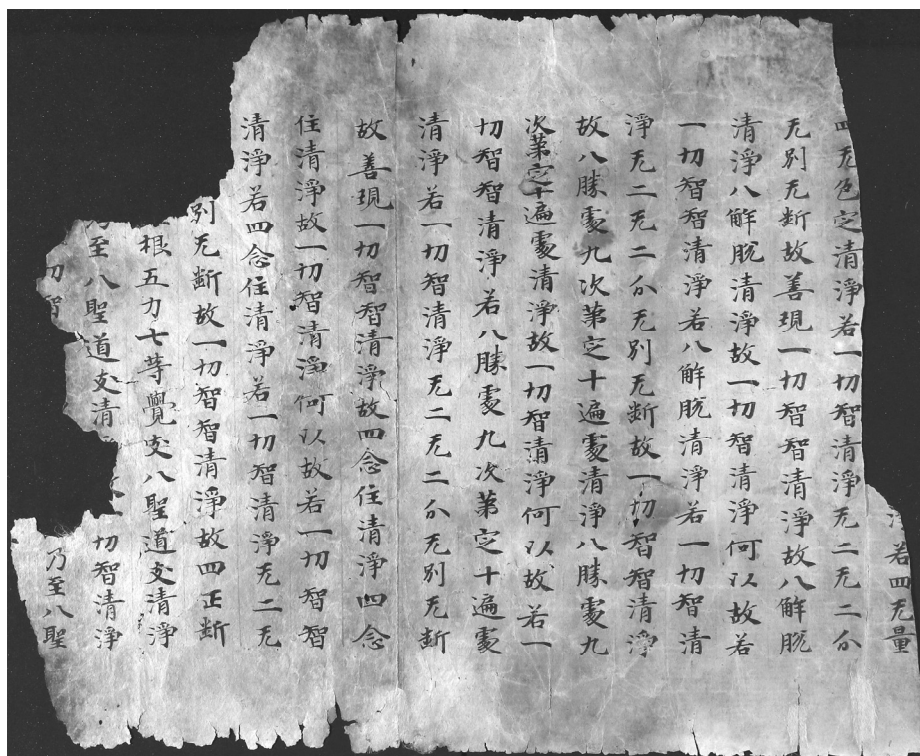 若四无量
四无色定清淨若一切智清淨无二无二分
无別无断故善現一切智智清淨故八解脫
清淨八解脫清淨故一切智清淨何以故若
一切智智清淨若八解脫清淨若一切智清
淨无二无二分无別无断故一切智智清淨
故八勝處九次第定十遍處清淨八勝處九
次第定十遍處清淨故一切智清淨何以故若一
切智智清淨若八勝處九次第定十遍處
清淨若一切智清淨无二无二分无別无断
故善現一切智智清淨故四念住清淨四念
住清淨故一切智清淨何以故若一切智智
清淨若四念住清淨若一切智清淨无二无
別无断故一切智智清淨故四正断
根五力七等覺支八聖道支清淨
乃至八聖道支清一切智清淨
切智乃至八聖